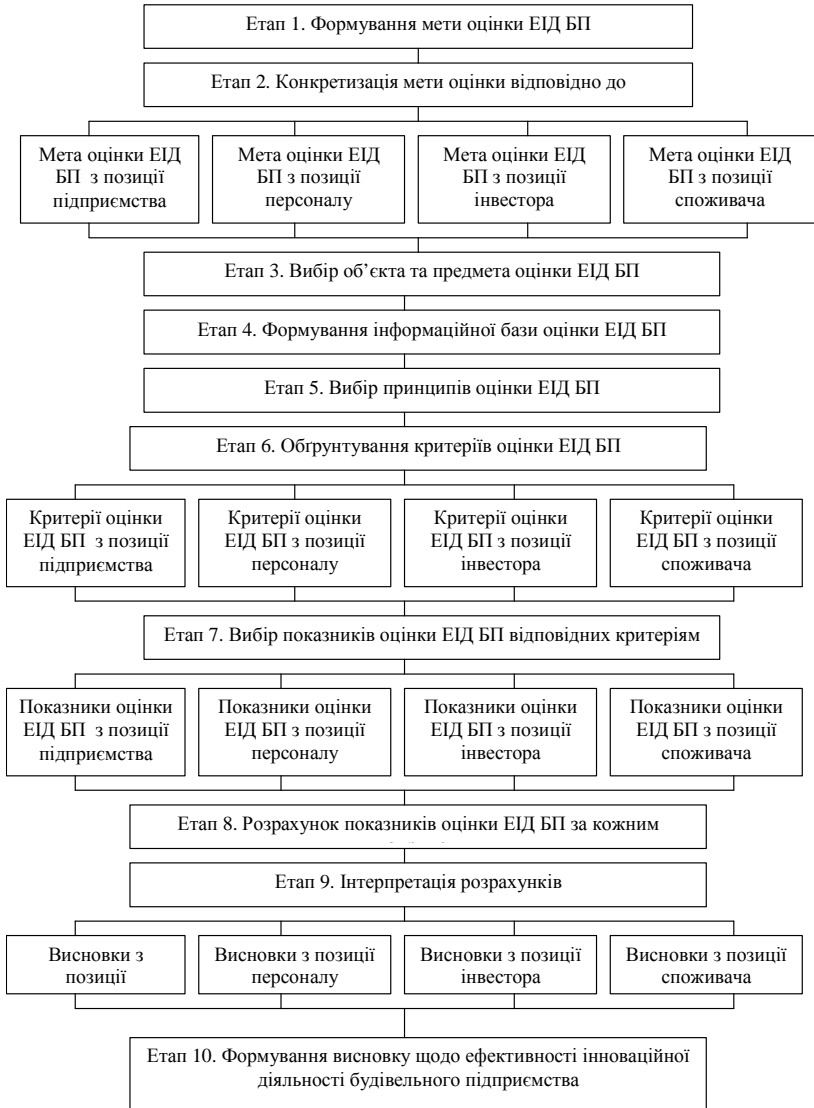 Етап 1. Формування мети оцінки ЕІД БП
Етап 2. Конкретизація мети оцінки відповідно до
Мета оцінки ЕІД
БП з позиції
підприємства
Мета оцінки ЕІД
БП з позиції
персоналу
Мета оцінки ЕІД
БП з позиції
інвестора
Мета оцінки ЕІД
БП з позиції
споживача
Етап 3. Вибір об’єкта та предмета оцінки ЕІД БП
Етап 4. Формування інформаційної бази оцінки ЕІД БП
Етап 5. Вибір принципів оцінки ЕІД БП
Етап 6. Обґрунтування критеріїв оцінки ЕІД БП
Критерії оцінки
ЕІД БП з позиції
підприємства
Критерії оцінки
ЕІД БП з позиції
персоналу
Критерії оцінки
ЕІД БП з позиції
інвестора
Критерії оцінки
ЕІД БП з позиції
споживача
Етап 7. Вибір показників оцінки ЕІД БП відповідних критеріям
Показники оцінки
ЕІД БП з позиції
підприємства
Показники оцінки
ЕІД БП з позиції
персоналу
Показники оцінки
ЕІД БП з позиції
інвестора
Показники оцінки
ЕІД БП з позиції
споживача
Етап 8. Розрахунок показників оцінки ЕІД БП за кожним
Етап 9. Інтерпретація розрахунків
Висновки з
позиції
Висновки з позиції
персоналу
Висновки з позиції
інвестора
Висновки з позиції
споживача
Етап 10. Формування висновку щодо ефективності інноваційної
діяльності будівельного підприємства